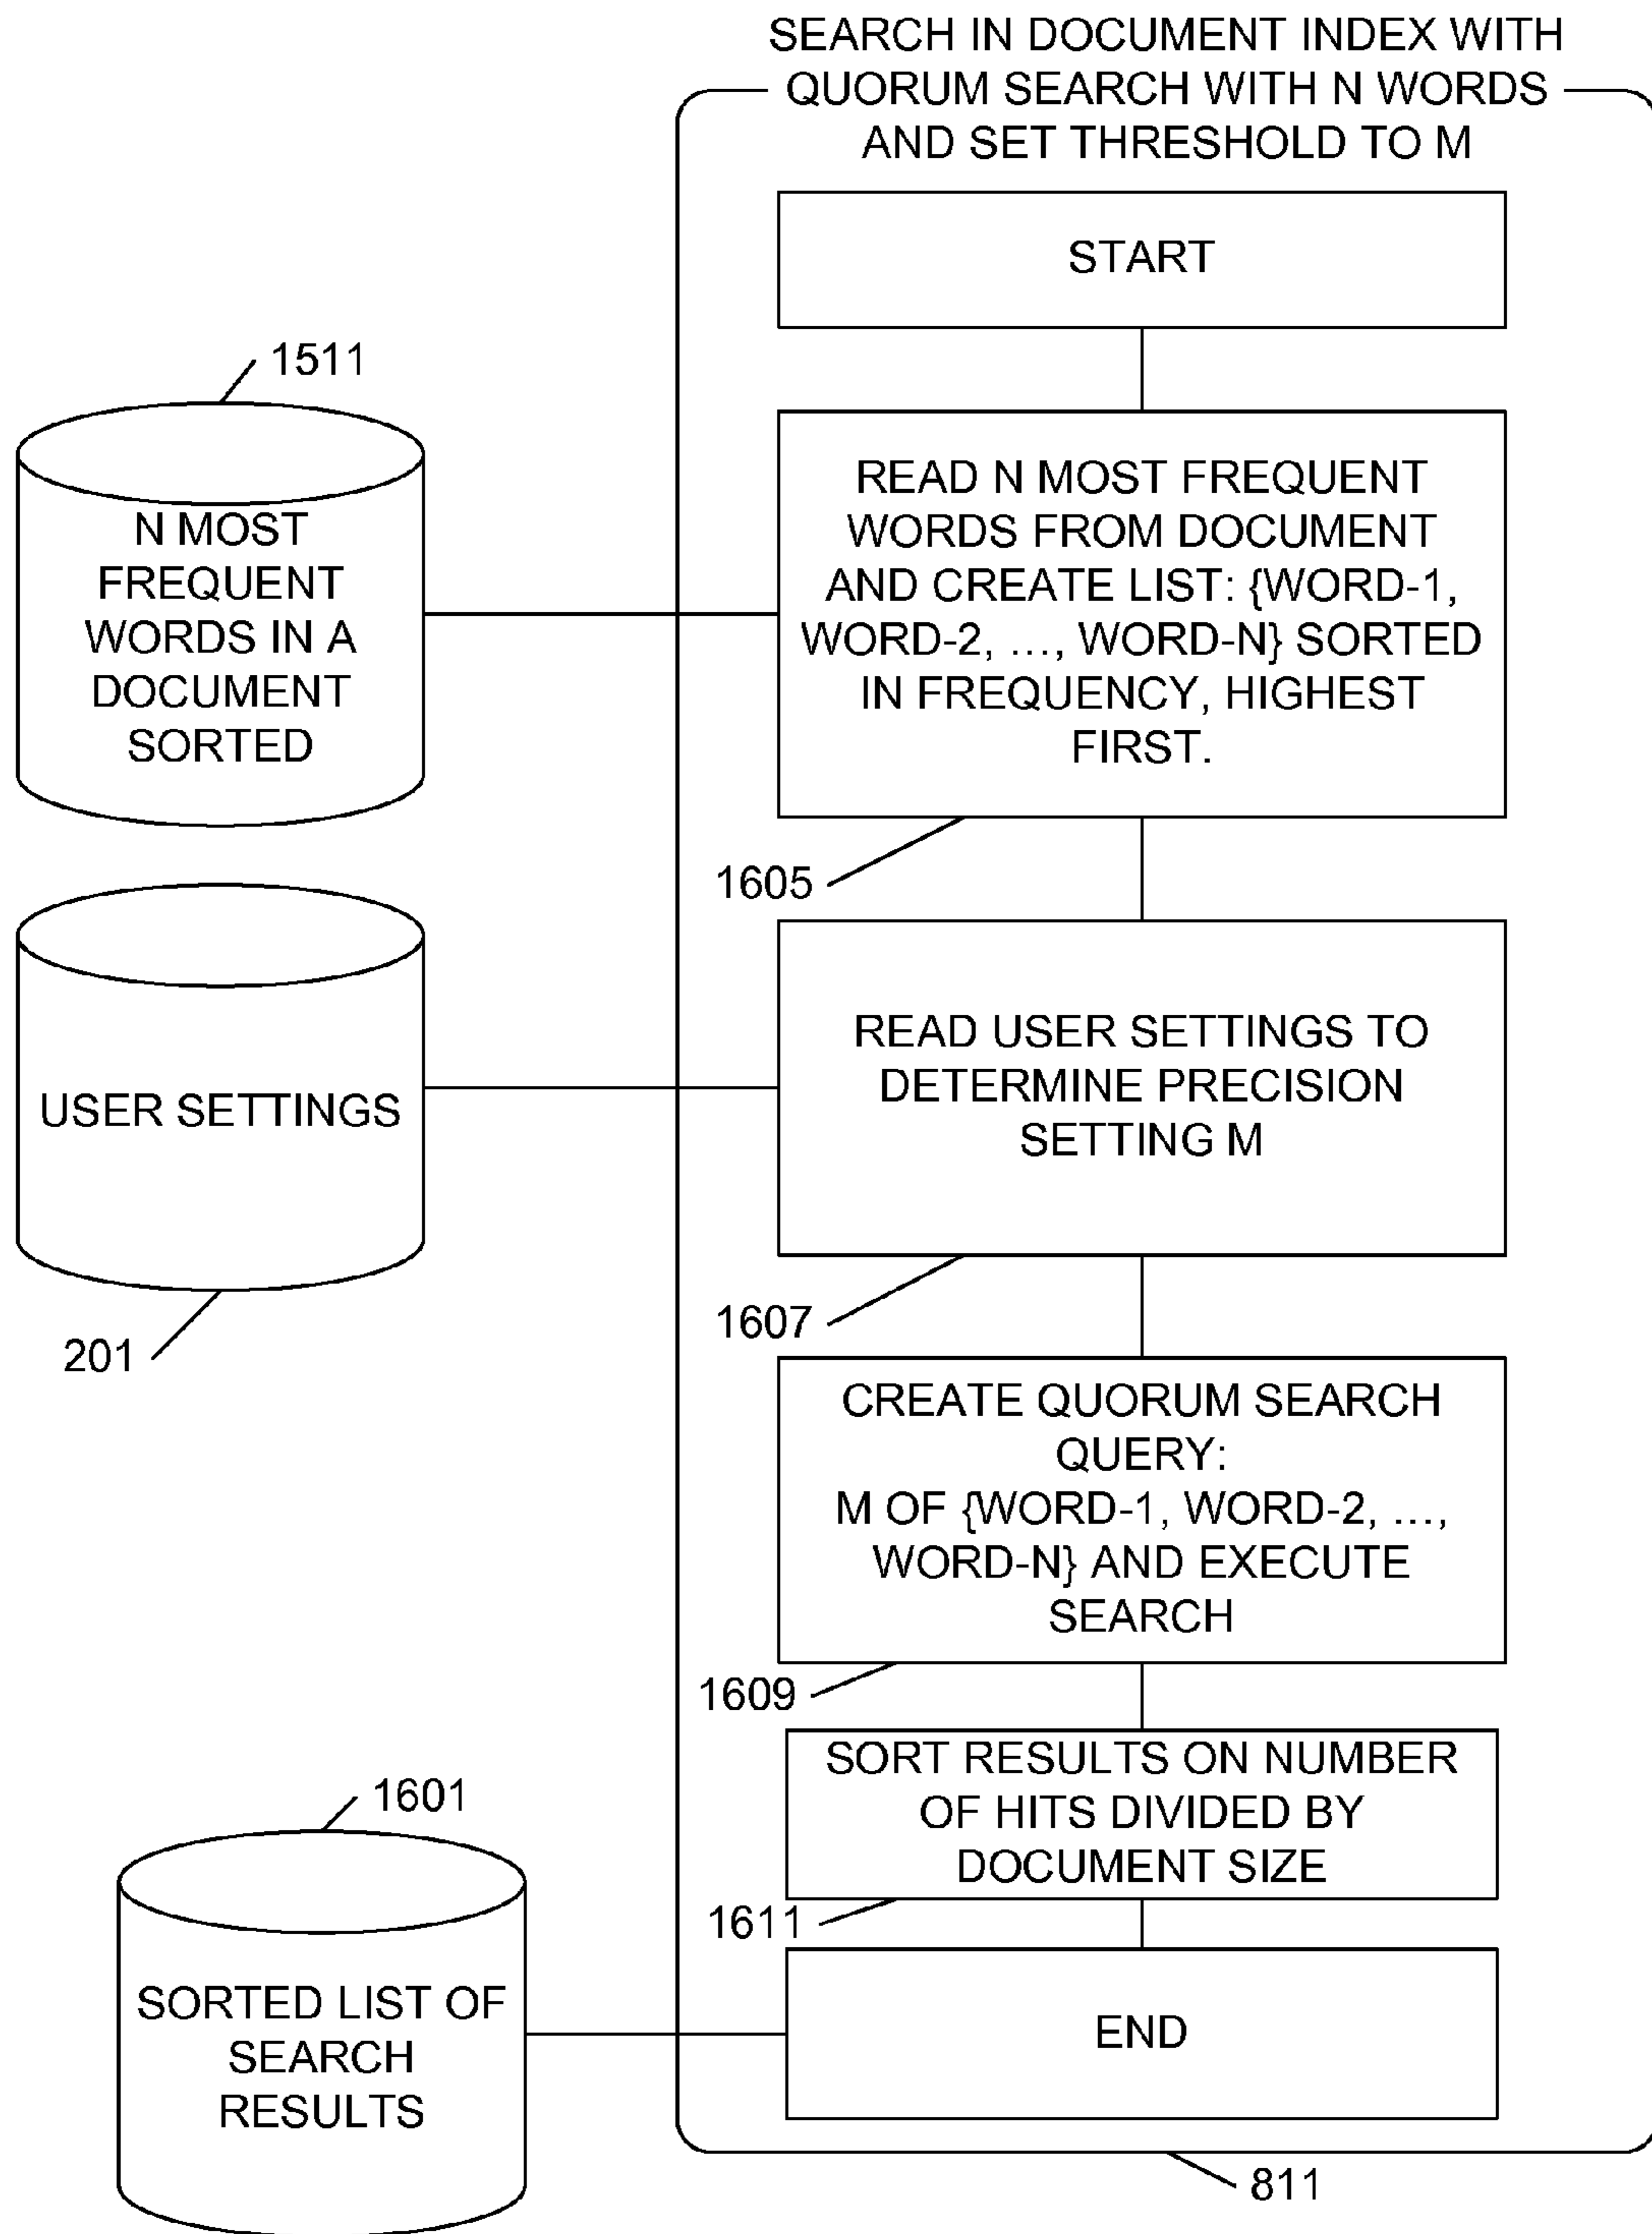 SEARCH IN DOCUMENT INDEX WITH
QUORUM SEARCH WITH N WORDS
AND SET THRESHOLD TO M
START
1511
N MOST
FREQUENT
WORDS IN A
DOCUMENT
SORTED
READ N MOST FREQUENT
WORDS FROM DOCUMENT
AND CREATE LIST: {WORD-1,
WORD-2, ..., WORD-N} SORTED
IN FREQUENCY, HIGHEST
FIRST.
1605
USER SETTINGS
201
READ USER SETTINGS TO
DETERMINE PRECISION
SETTING M
1607
CREATE QUORUM SEARCH
QUERY:
M OF {WORD-1, WORD-2, ...,
WORD-N} AND EXECUTE
SEARCH
1609
SORT RESULTS ON NUMBER
OF HITS DIVIDED BY
DOCUMENT SIZE
1611
1601
SORTED LIST OF
SEARCH
RESULTS
END
811